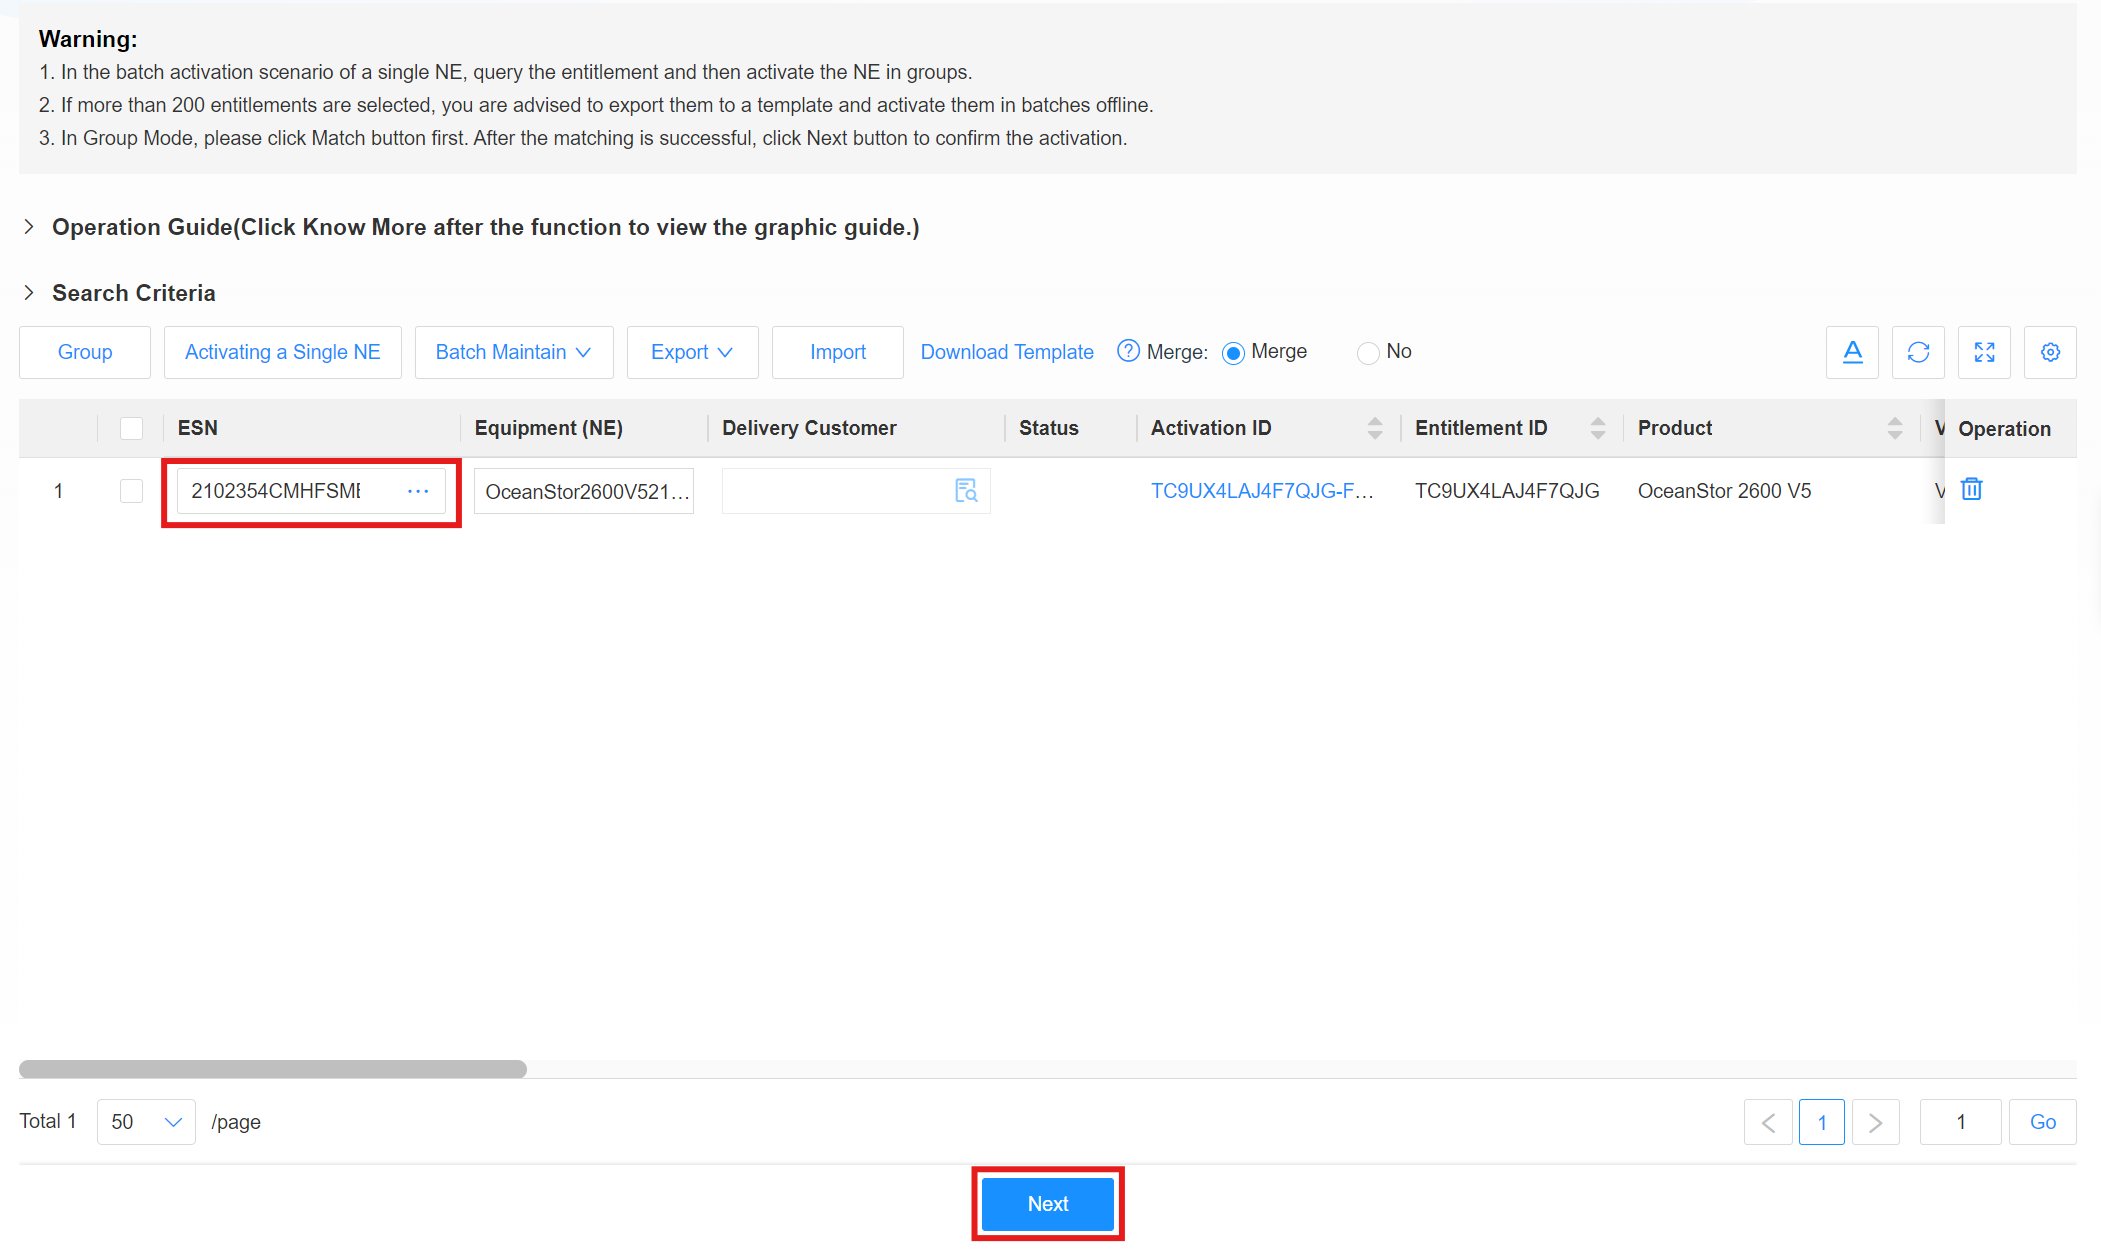 Warning:
1. In the batch activation scenario of a single NE, query the entitlement and then activate the NE in groups.
2. If more than 200 entitlements are selected, you are advised to export them to a template and activate them in batches offline.
3. In Group Mode, please click Match button first. After the matching is successful, click Next button to confirm the activation.
Operation Guide(Click Know More after the function to view the graphic guide.)
Search Criteria
Group Activating a Single NE Batch Maintain Export Import Download Template ? Merge: Merge No A
ESN Equipment (NE) Delivery Customer Status Activation ID Entitlement ID Product V Operation
1 2102354CMHFSME ... OceanStor2600V521... TC9UX4LAJ4F7QJG-F... TC9UX4LAJ4F7QJG OceanStor 2600 V5 V
Total 1 50 /page 1 1 Go
Next